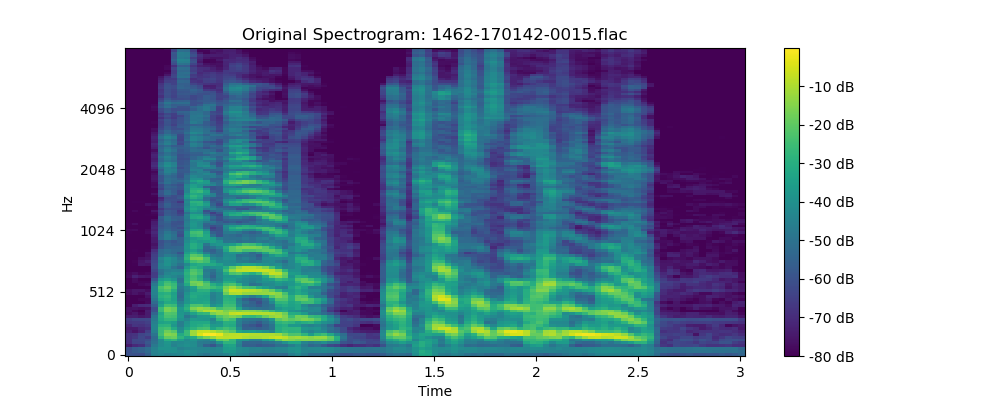 Original Spectrogram: 1462-170142-0015.flac
Hz
4096
2048
1024
512
0
0
0.5
1
1.5
2
2.5
3
Time
-10 dB
-20 dB
-30 dB
-40 dB
-50 dB
-60 dB
-70 dB
-80 dB